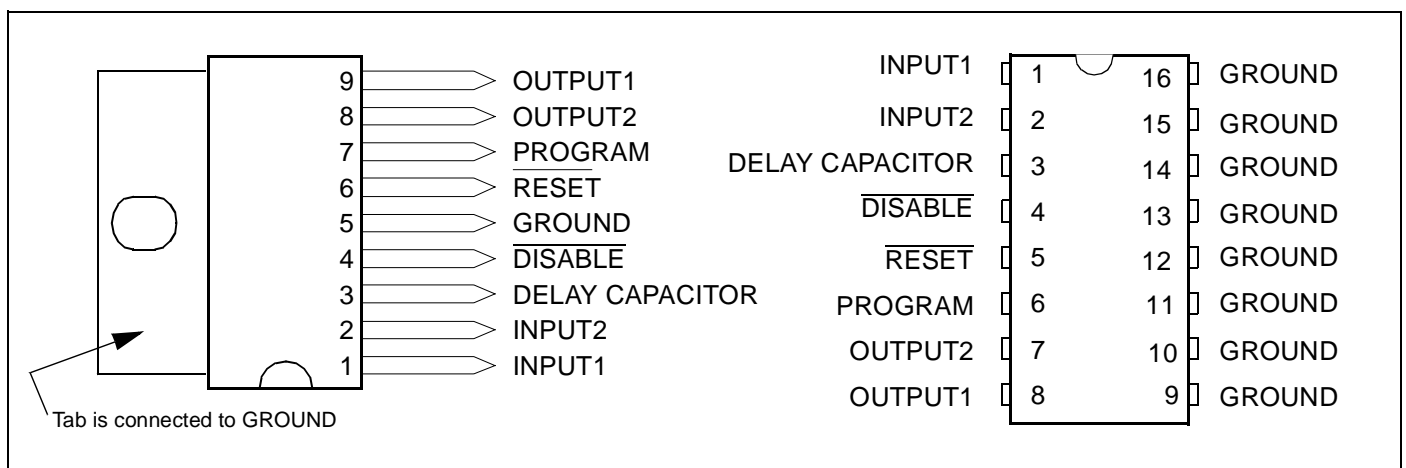 9 OUTPUT1
8 OUTPUT2
7 PROGRAM
6 RESET
5 GROUND
4 DISABLE
3 DELAY CAPACITOR
2 INPUT2
1 INPUT1
Tab is connected to GROUND
INPUT1 1 16 GROUND
INPUT2 2 15 GROUND
DELAY CAPACITOR 3 14 GROUND
DISABLE 4 13 GROUND
RESET 5 12 GROUND
PROGRAM 6 11 GROUND
OUTPUT2 7 10 GROUND
OUTPUT1 8 9 GROUND